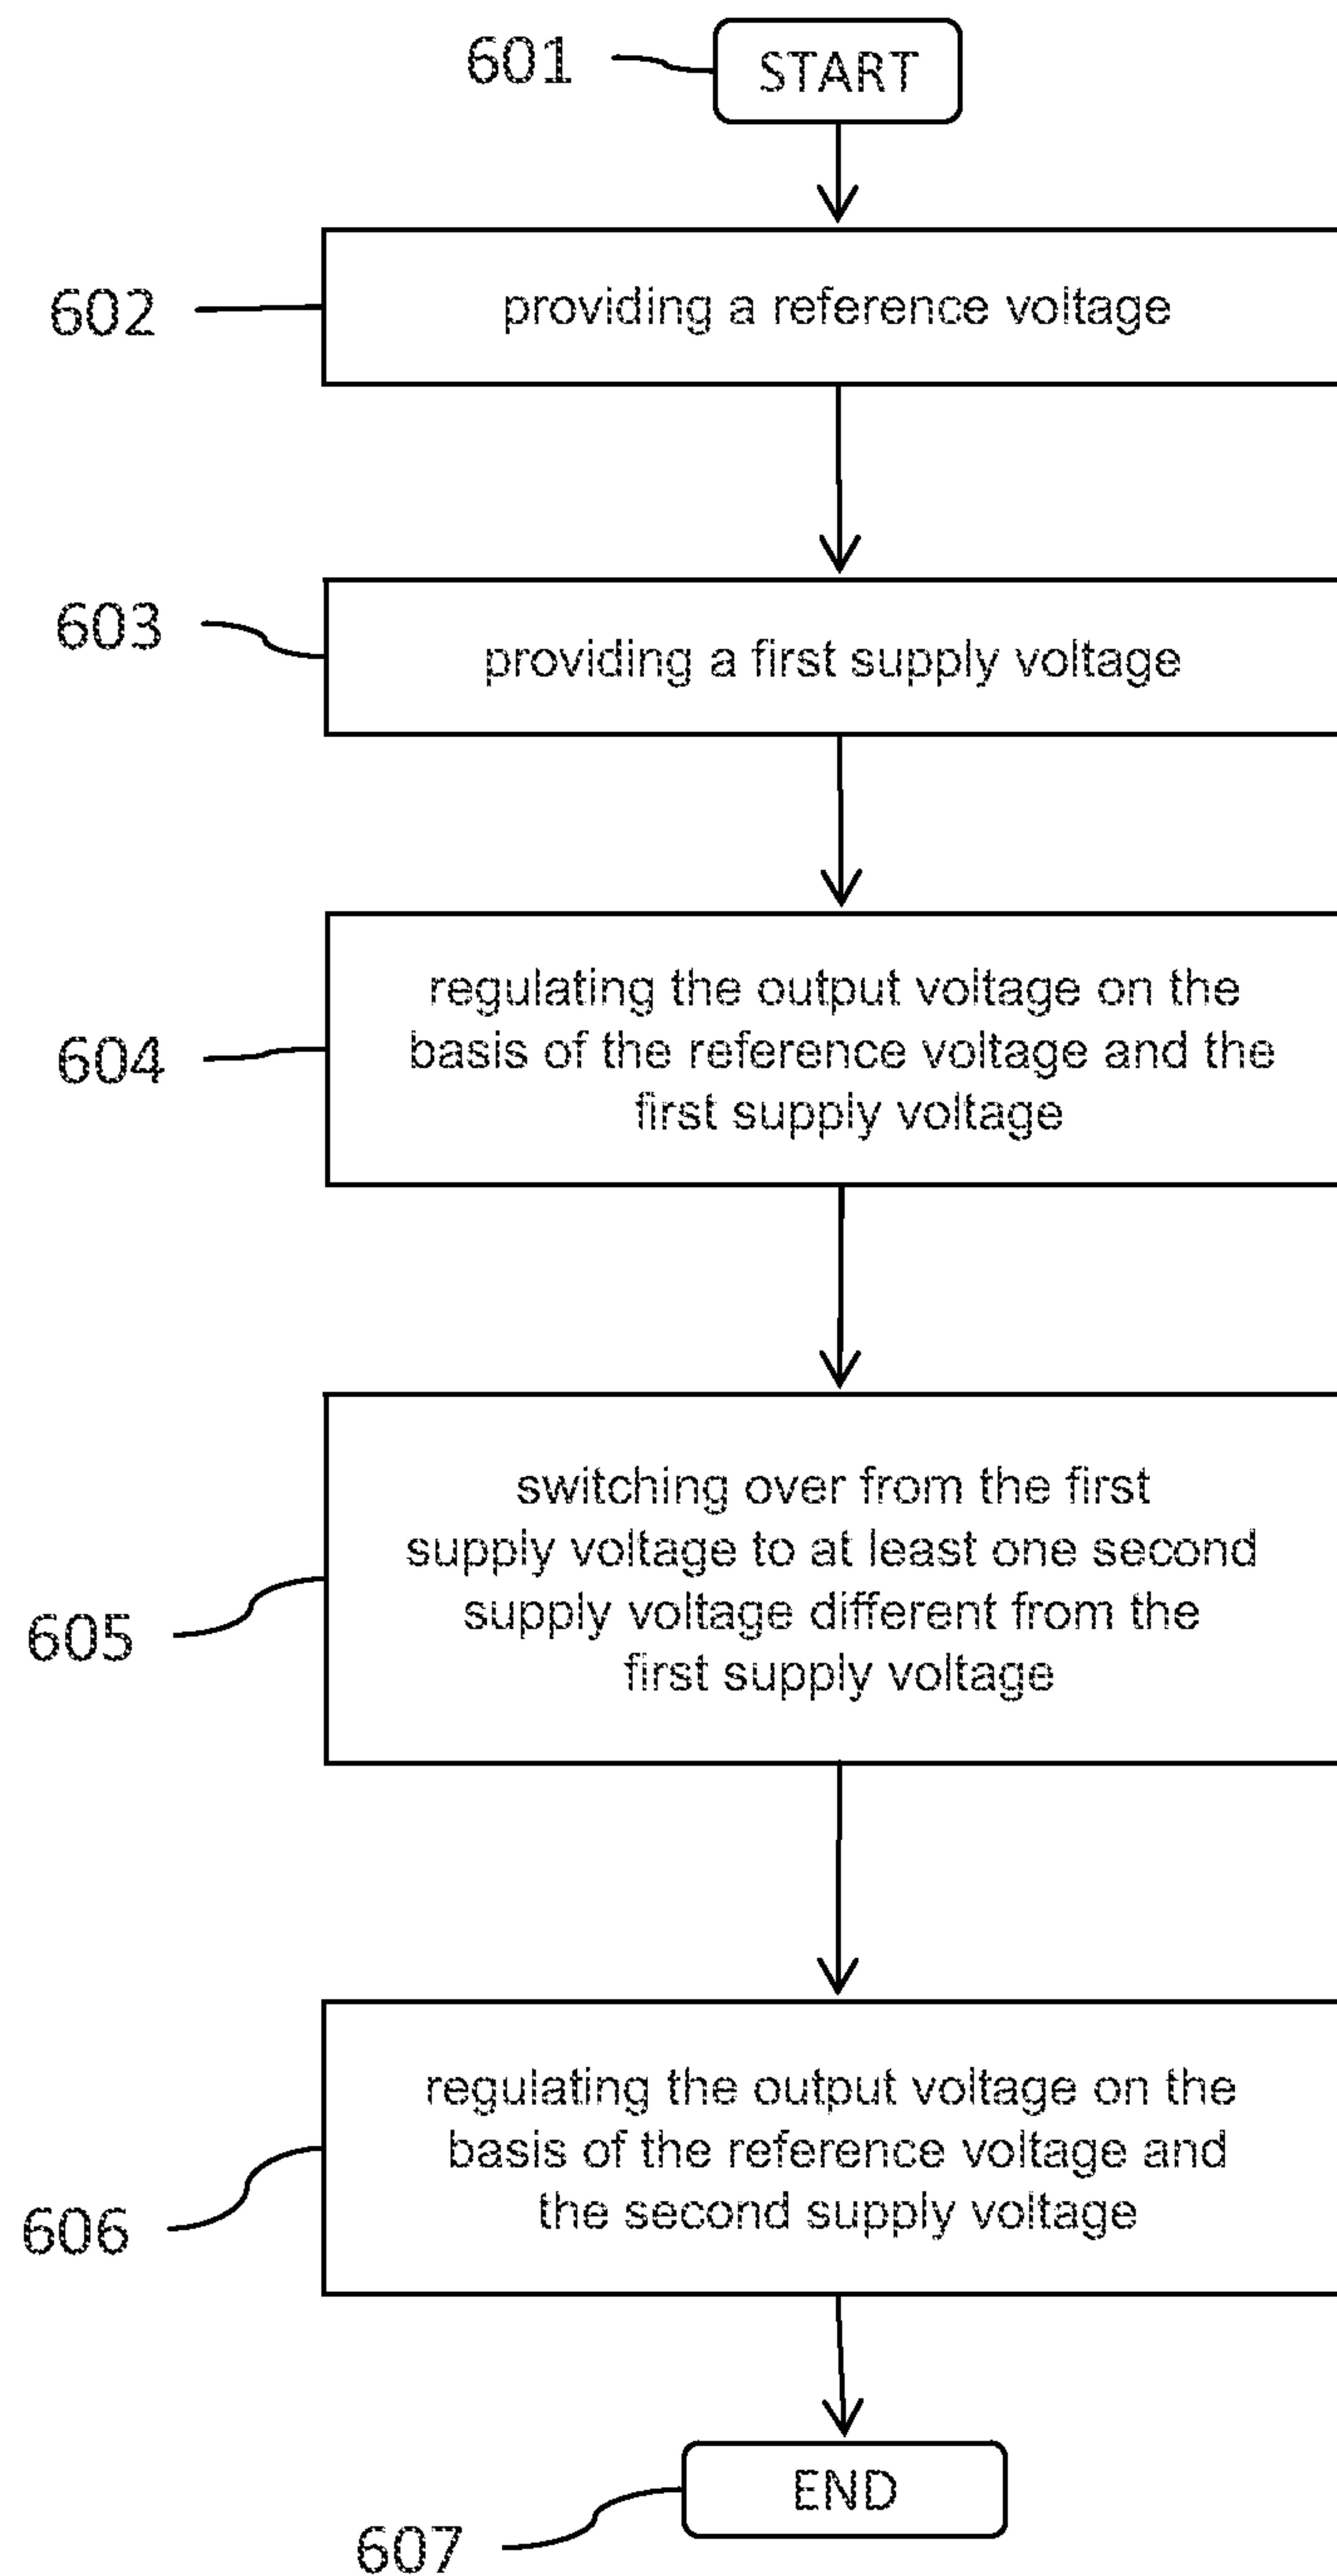 601
START
602
providing a reference voltage
603
providing a first supply voltage
604
regulating the output voltage on the
basis of the reference voltage and the
first supply voltage
605
switching over from the first
supply voltage to at least one second
supply voltage different from the
first supply voltage
606
regulating the output voltage on the
basis of the reference voltage and
the second supply voltage
607
END